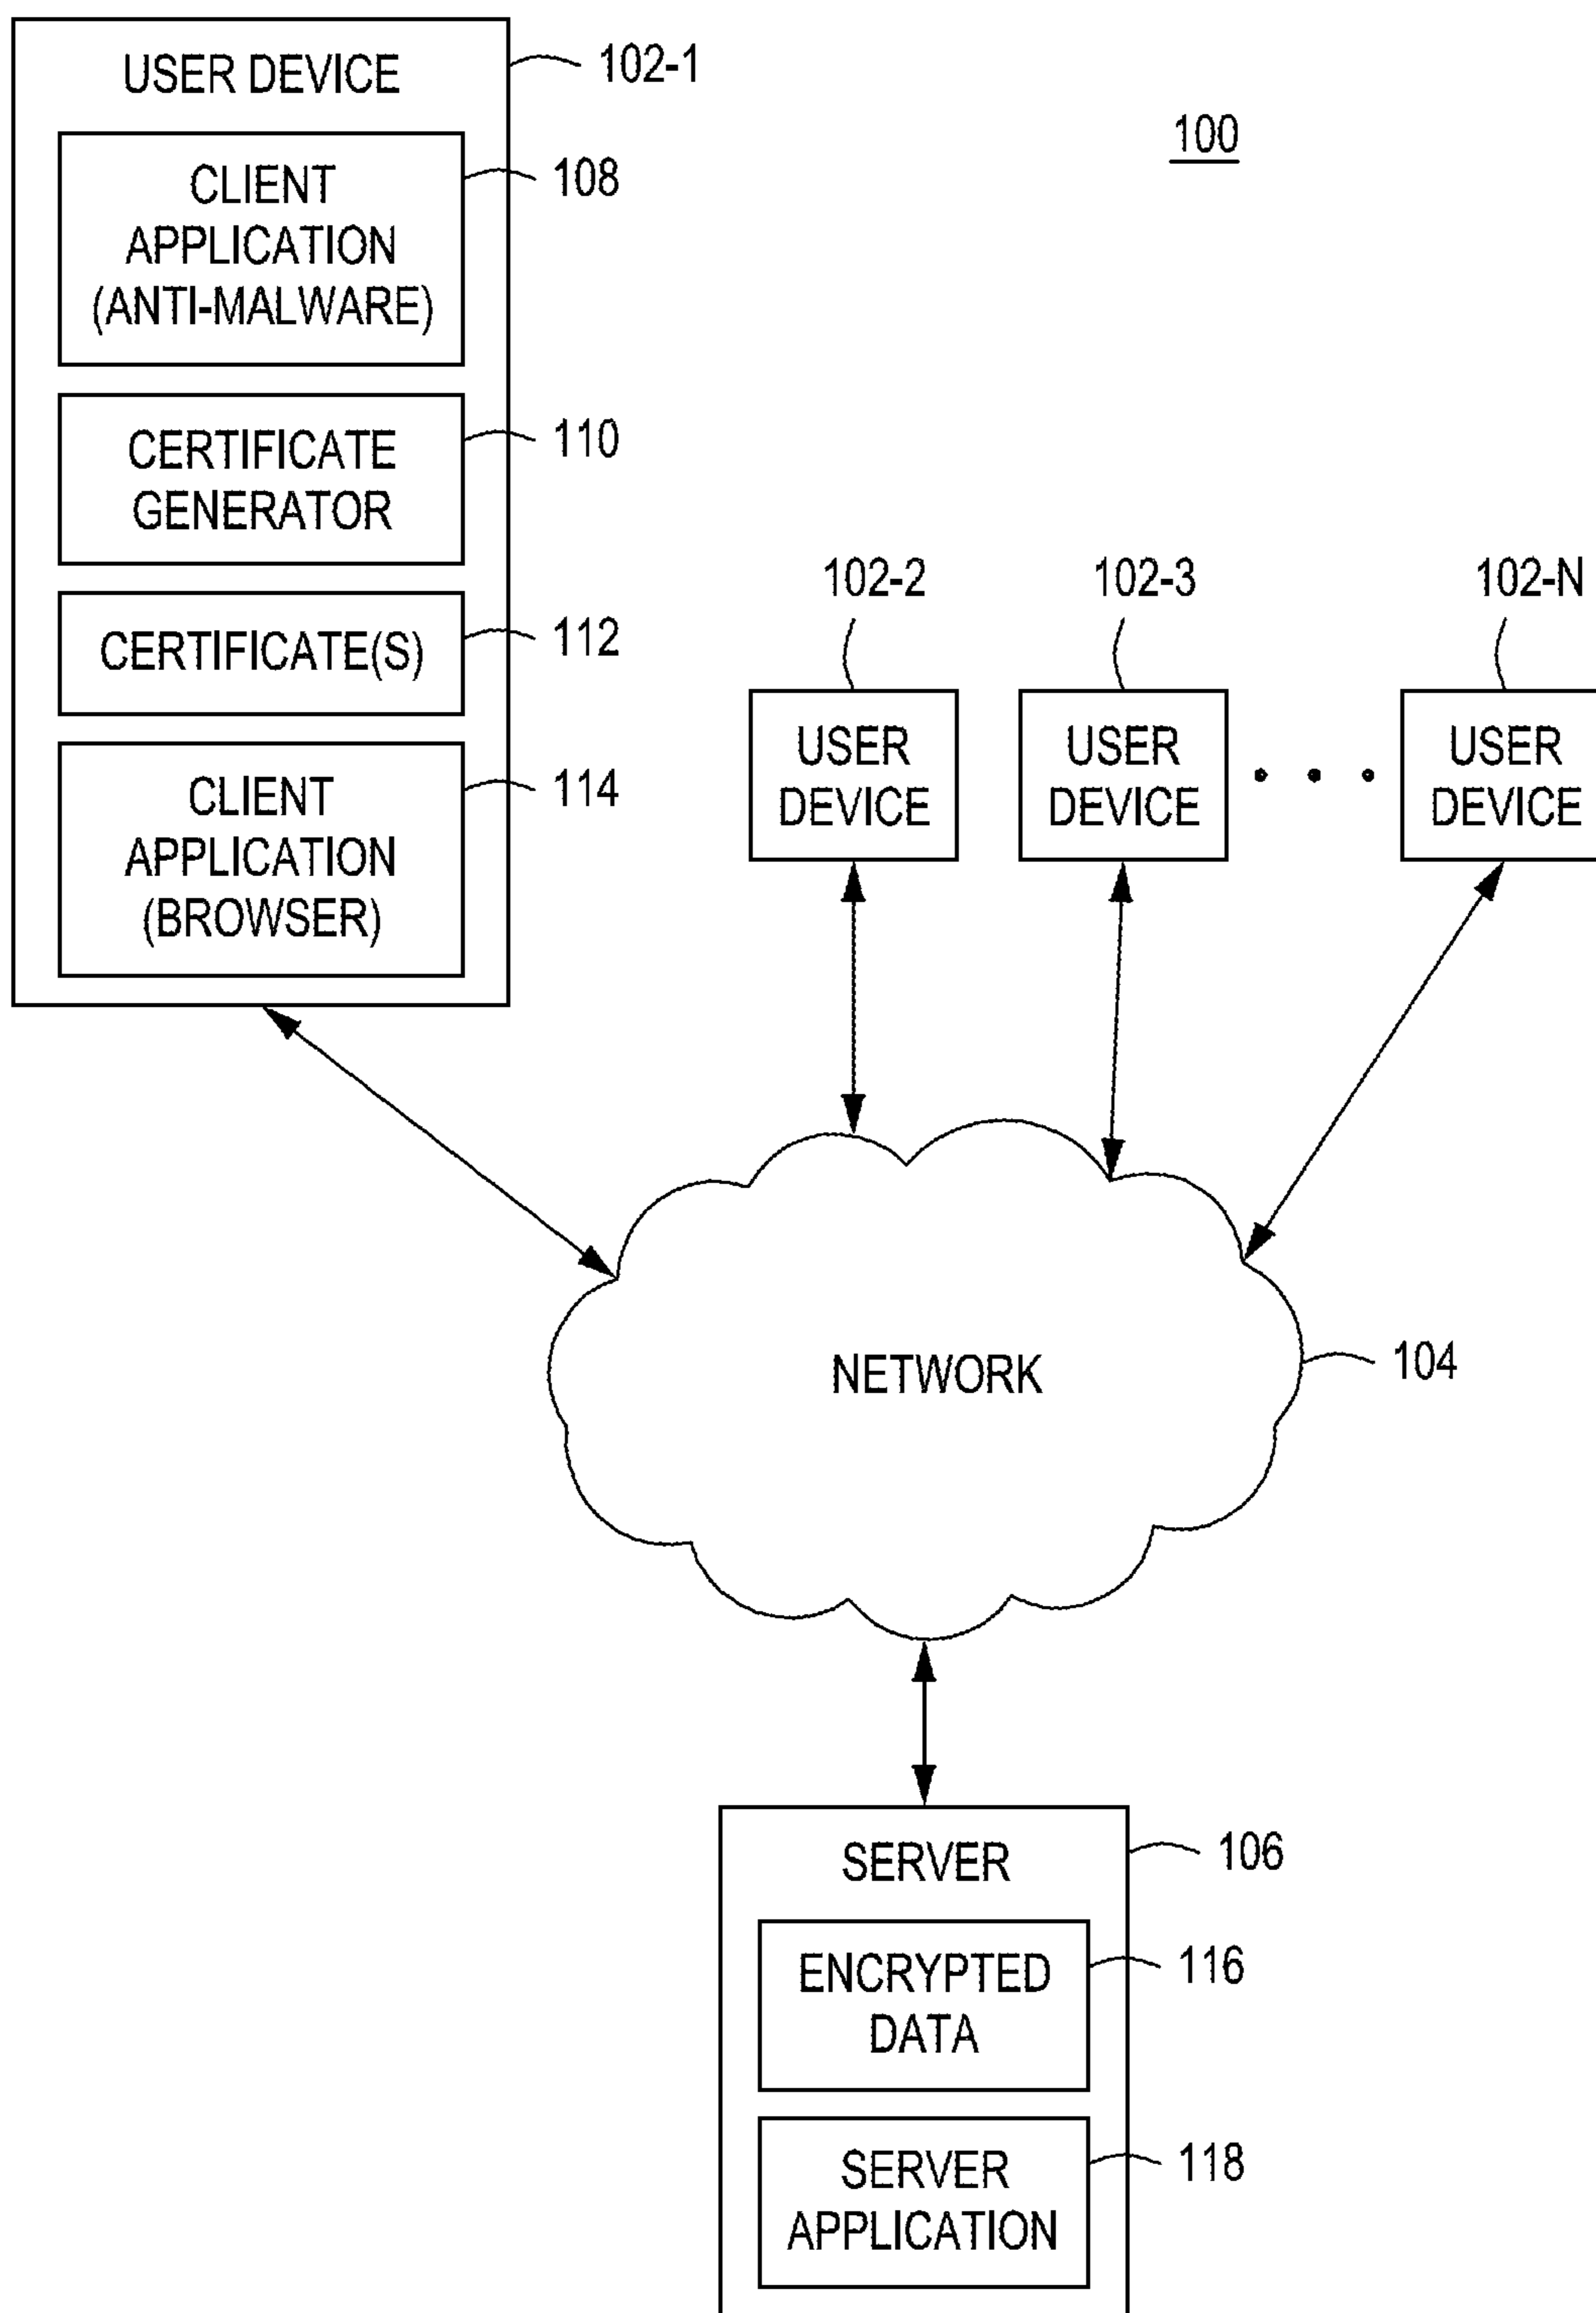 USER DEVICE
102-1
100
CLIENT
APPLICATION
(ANTI-MALWARE)
108
CERTIFICATE
GENERATOR
110
CERTIFICATE(S)
112
CLIENT
APPLICATION
(BROWSER)
114
102-2
102-3
102-N
USER
DEVICE
USER
DEVICE
• • •
USER
DEVICE
NETWORK
104
SERVER
106
ENCRYPTED
DATA
116
SERVER
APPLICATION
118